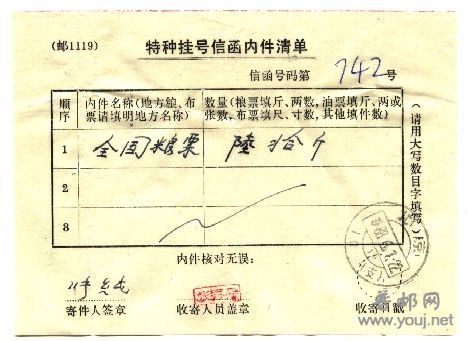 (邮1119)
特种挂号信函内件清单
信函号码第 742 号
顺序
内件名称(地方粮、布票请填明地方名称)
数量(粮票填斤、两数,油票填斤、两或张数,布票填尺、寸数,其他填件数)
1
全国粮票
陆拾斤
2
3
(请用大写数目字填写)
内件核对无误:
寄件人签章
收寄人员盖章
收寄日戳
www.youj.net